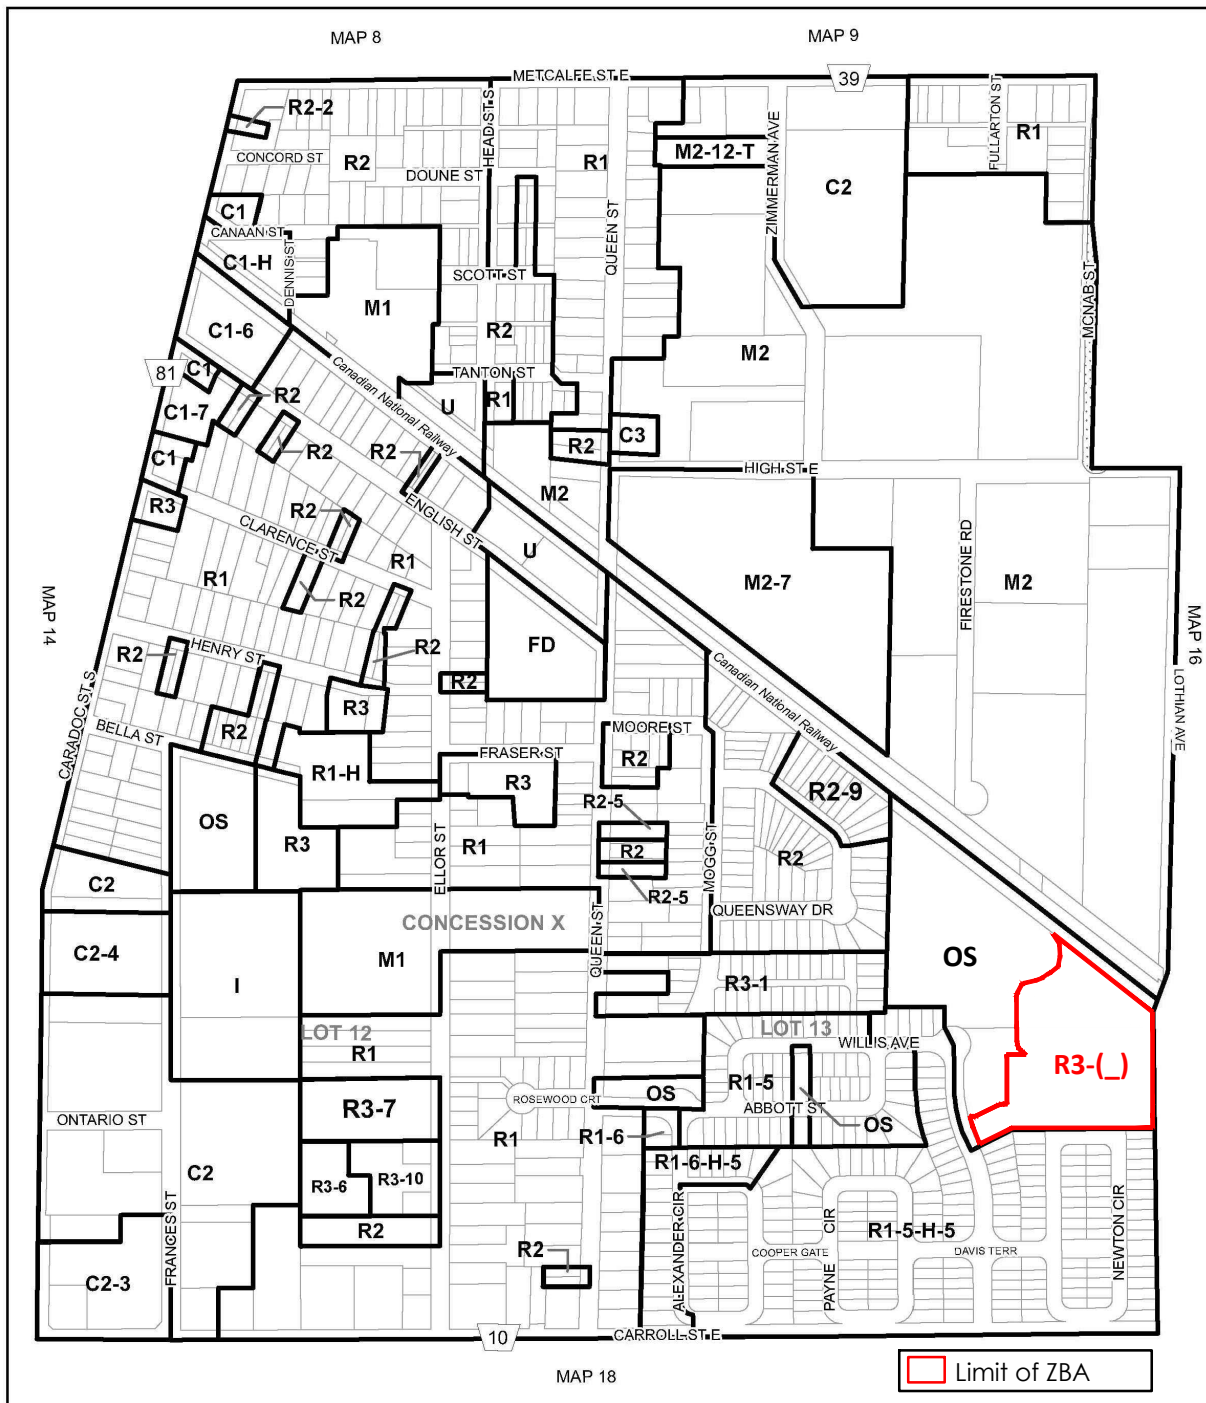 MAP 8
MAP 9
METCALFE ST E
39
R2-2
HEAD ST S
ZIMMERMAN AVE
FULLARTON ST
R1
CONCORD ST
R2
DOUNE ST
R1
M2-12-T
C2
C1
CANAAN ST
C1-H
DENNIS ST
SCOTT ST
QUEEN ST
MCNAB ST
M1
C1-6
R2
M2
81
C1
Canadian National Railway
TANTON ST
R2
U
R1
C1-7
R2
R2
R2
C3
C1
HIGH ST E
R3
M2
R2
ENGLISH ST
CLARENCE ST
U
FIRESTONE RD
R1
R1
M2-7
M2
R2
MAP 14
MAP 16
HENRY ST
FD
R2
R2
R2
Canadian National Railway
LOTHIAN AVE
CARADOC ST S
R3
BELLA ST
R2
MOORE ST
FRASER ST
R1-H
R3
R2
R2-9
R2-5
OS
R3
ELLOR ST
R1
R2
MOGG ST
R2
C2
R2-5
CONCESSION X
QUEEN ST
QUEENSWAY DR
C2-4
M1
OS
I
R3-1
LOT 12
LOT 13
WILLIS AVE
R1
R3-(_)
R1-5
OS
ROSEWOOD CRT
R3-7
ABBOTT ST
ONTARIO ST
OS
R1
R1-6
R1-6-H-5
C2
R3-6
R3-10
R2
R1-5-H-5
R2
COOPER GATE
DAVIS TERR
FRANCES ST
ALEXANDER CIR
PAYNE CIR
NEWTON CIR
C2-3
10
CARROLL ST E
MAP 18
Limit of ZBA